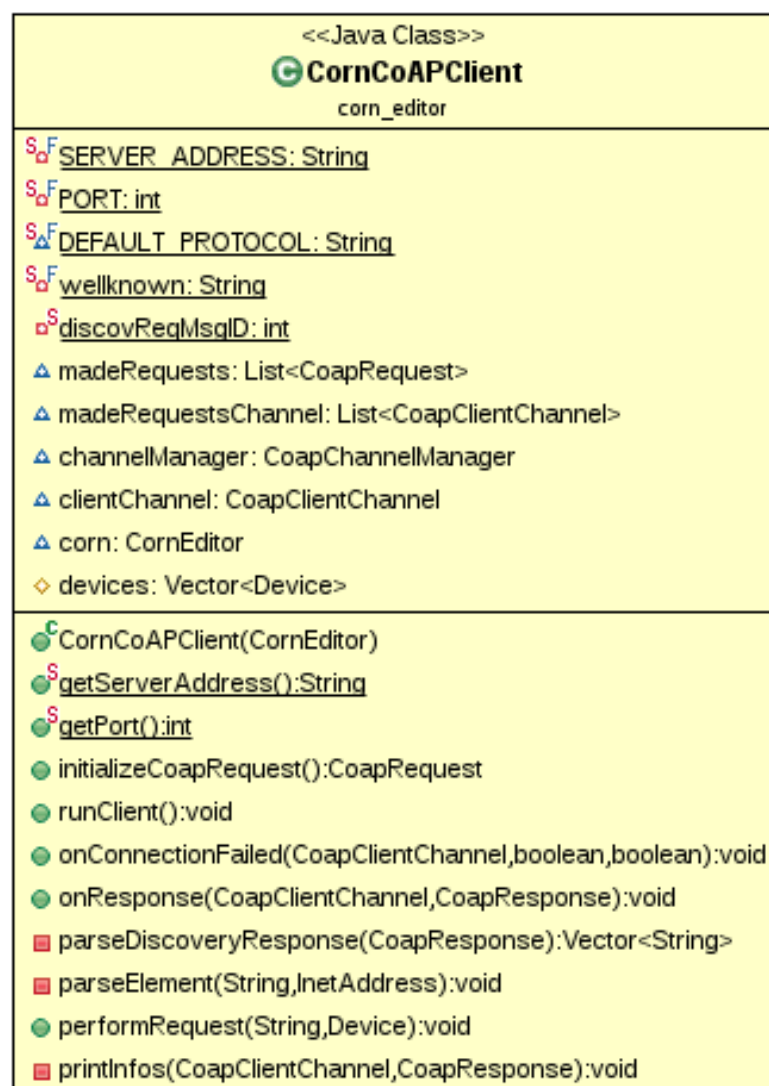 <<Java Class>>
C CornCoAPClient
corn_editor
S F SERVER_ADDRESS: String
S F PORT: int
S F DEFAULT_PROTOCOL: String
S F wellknown: String
S discovReqMsgID: int
madeRequests: List<CoapRequest>
madeRequestsChannel: List<CoapClientChannel>
channelManager: CoapChannelManager
clientChannel: CoapClientChannel
corn: CornEditor
devices: Vector<Device>
C CornCoAPClient(CornEditor)
S getServerAddress():String
S getPort():int
initializeCoapRequest():CoapRequest
runClient():void
onConnectionFailed(CoapClientChannel,boolean,boolean):void
onResponse(CoapClientChannel,CoapResponse):void
parseDiscoveryResponse(CoapResponse):Vector<String>
parseElement(String,InetAddress):void
performRequest(String,Device):void
printInfos(CoapClientChannel,CoapResponse):void